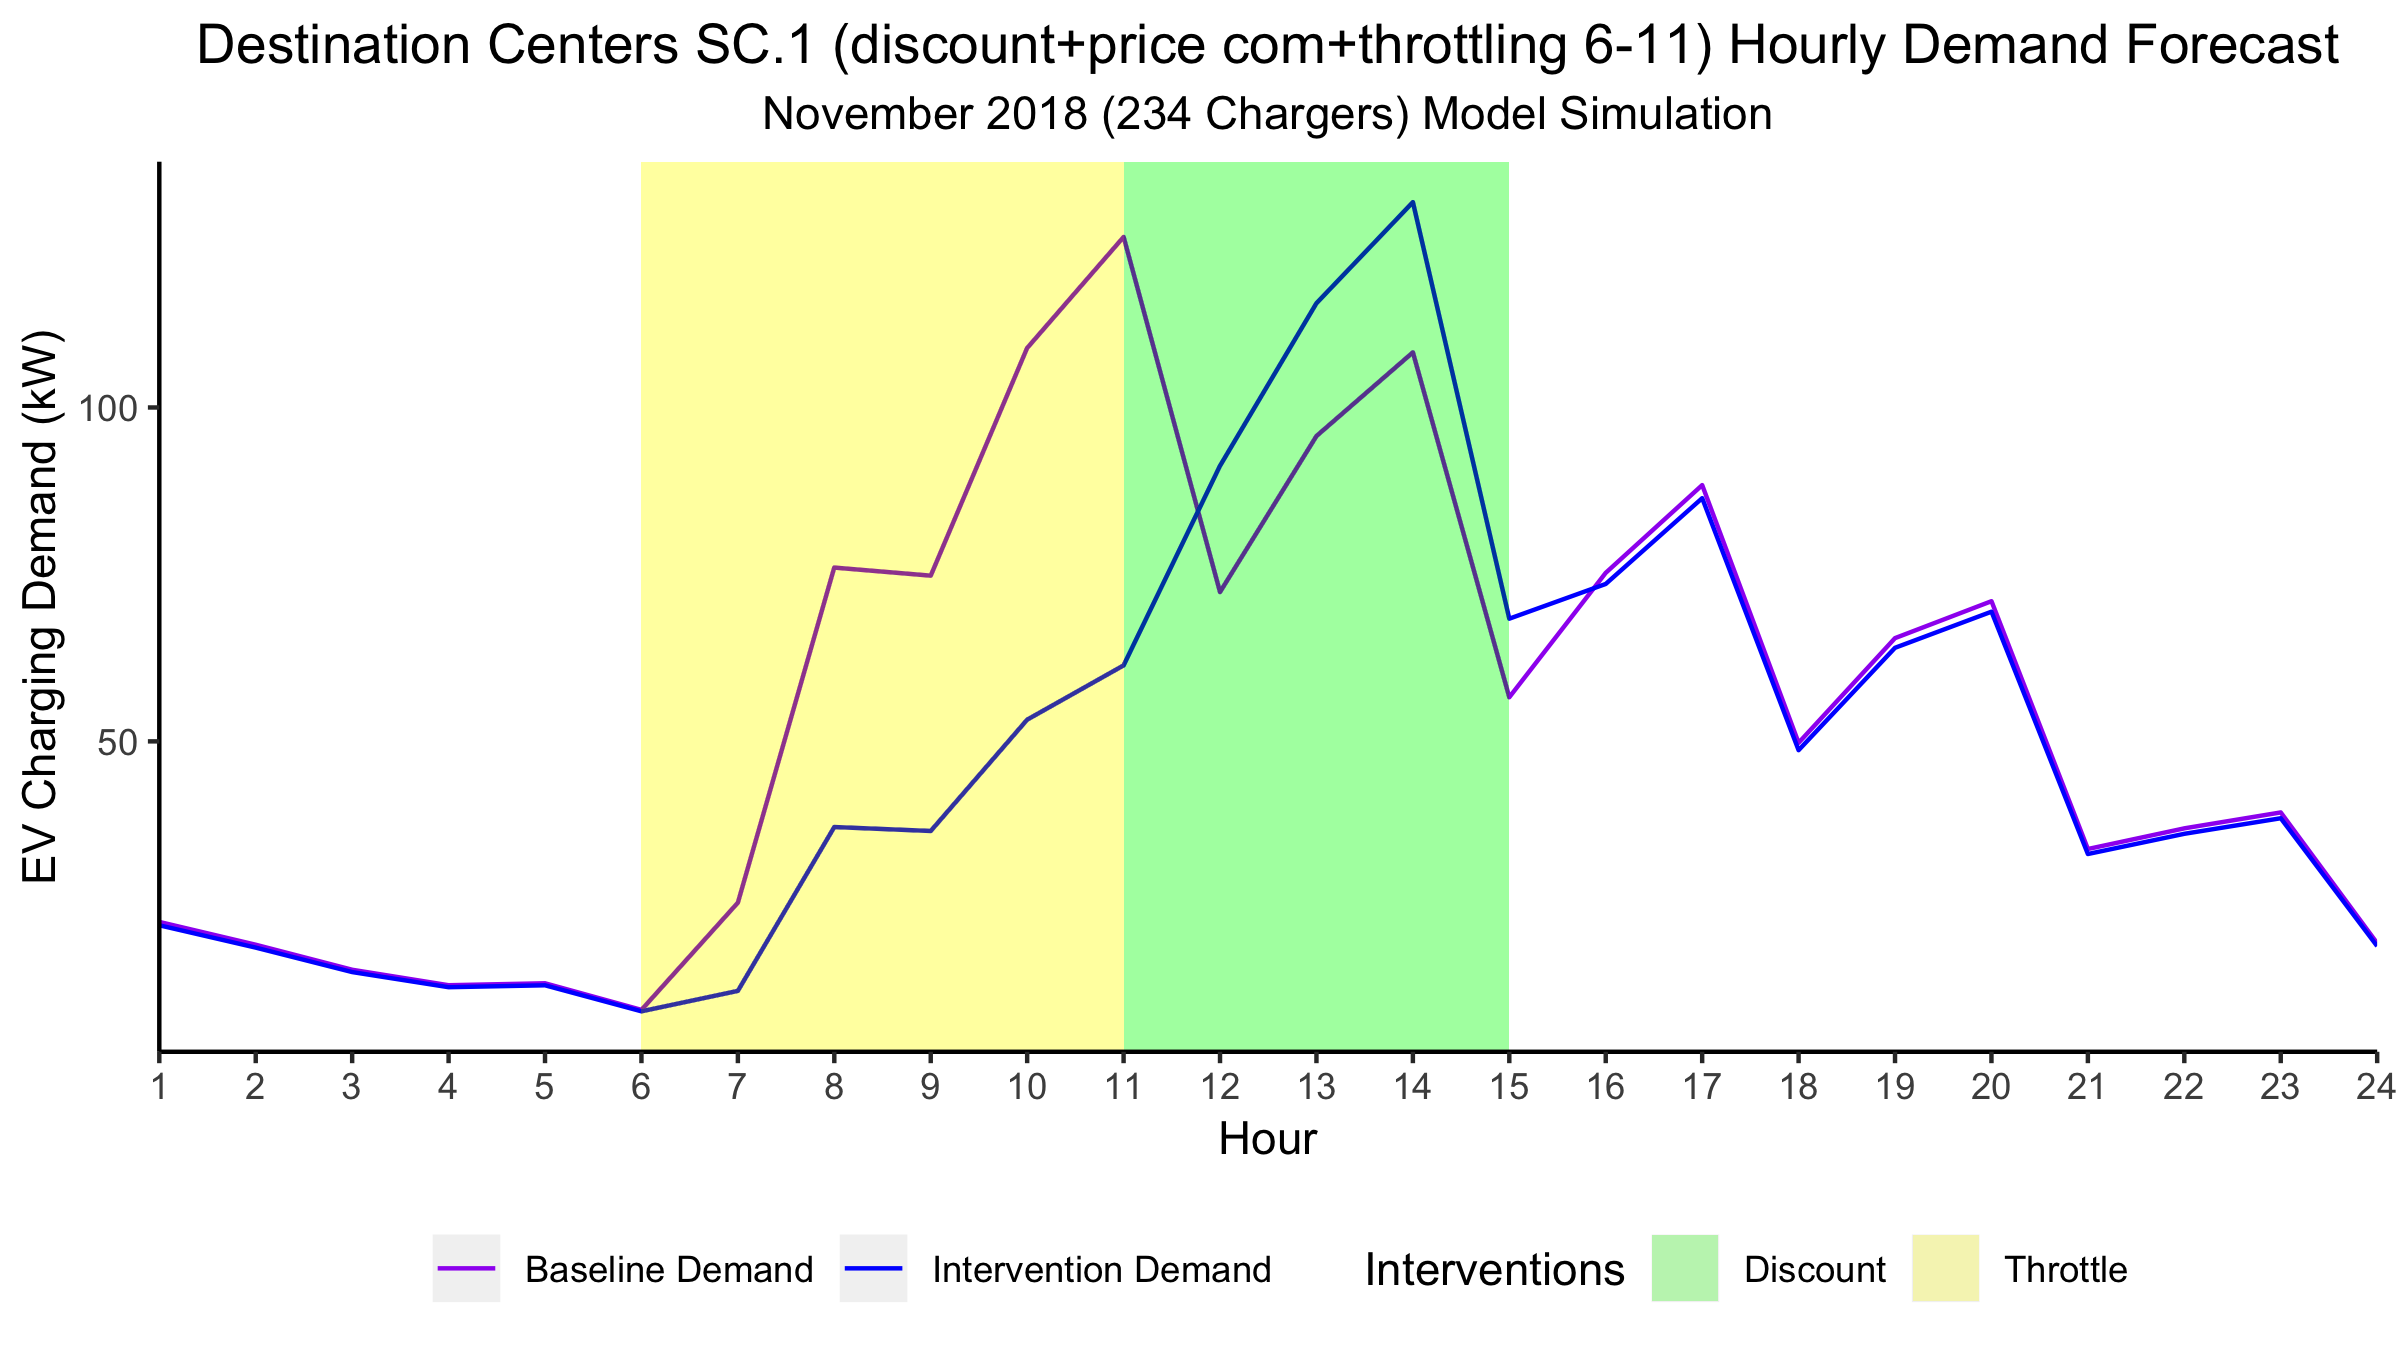 Destination Centers SC.1 (discount+price com+throttling 6-11) Hourly Demand Forecast
November 2018 (234 Chargers) Model Simulation
EV Charging Demand (kW)
100
50
1 2 3 4 5 6 7 8 9 10 11 12 13 14 15 16 17 18 19 20 21 22 23 24
Hour
Baseline Demand Intervention Demand Interventions Discount Throttle